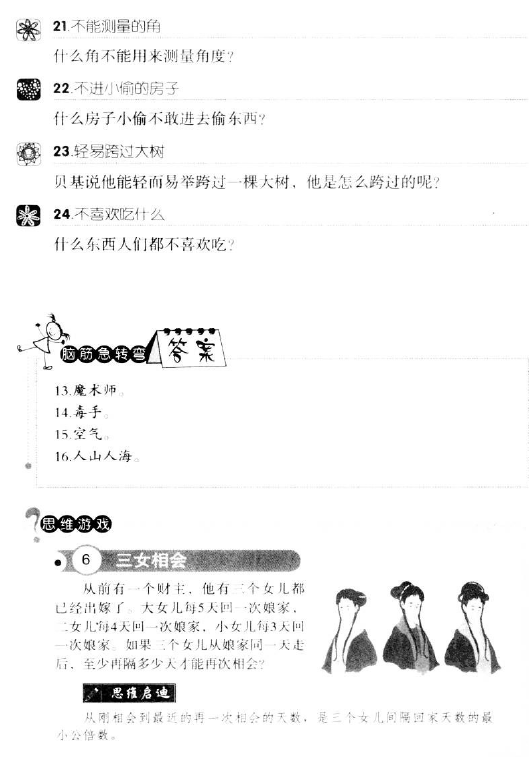 21.不能测量的角
什么角不能用来测量角度?
22.不进小偷的房子
什么房子小偷不敢进去偷东西?
23.轻易跨过大树
贝基说他能轻而易举跨过一棵大树，他是怎么跨过的呢?
24.不喜欢吃什么
什么东西人们都不喜欢吃?
脑筋急转弯 答案
13.魔术师。
14.毒手。
15.空气。
16.人山人海。
思维游戏
6 三女相会
从前有一个财主，他有三个女儿都
已经出嫁了。大女儿每5天回一次娘家，
二女儿每4天回一次娘家，小女儿每3天回
一次娘家。如果三个女儿从娘家同一天走
后，至少再隔多少天才能再次相会?
思维启迪
从刚相会到最近的再一次相会的天数，是三个女儿间隔回家天数的最
小公倍数。